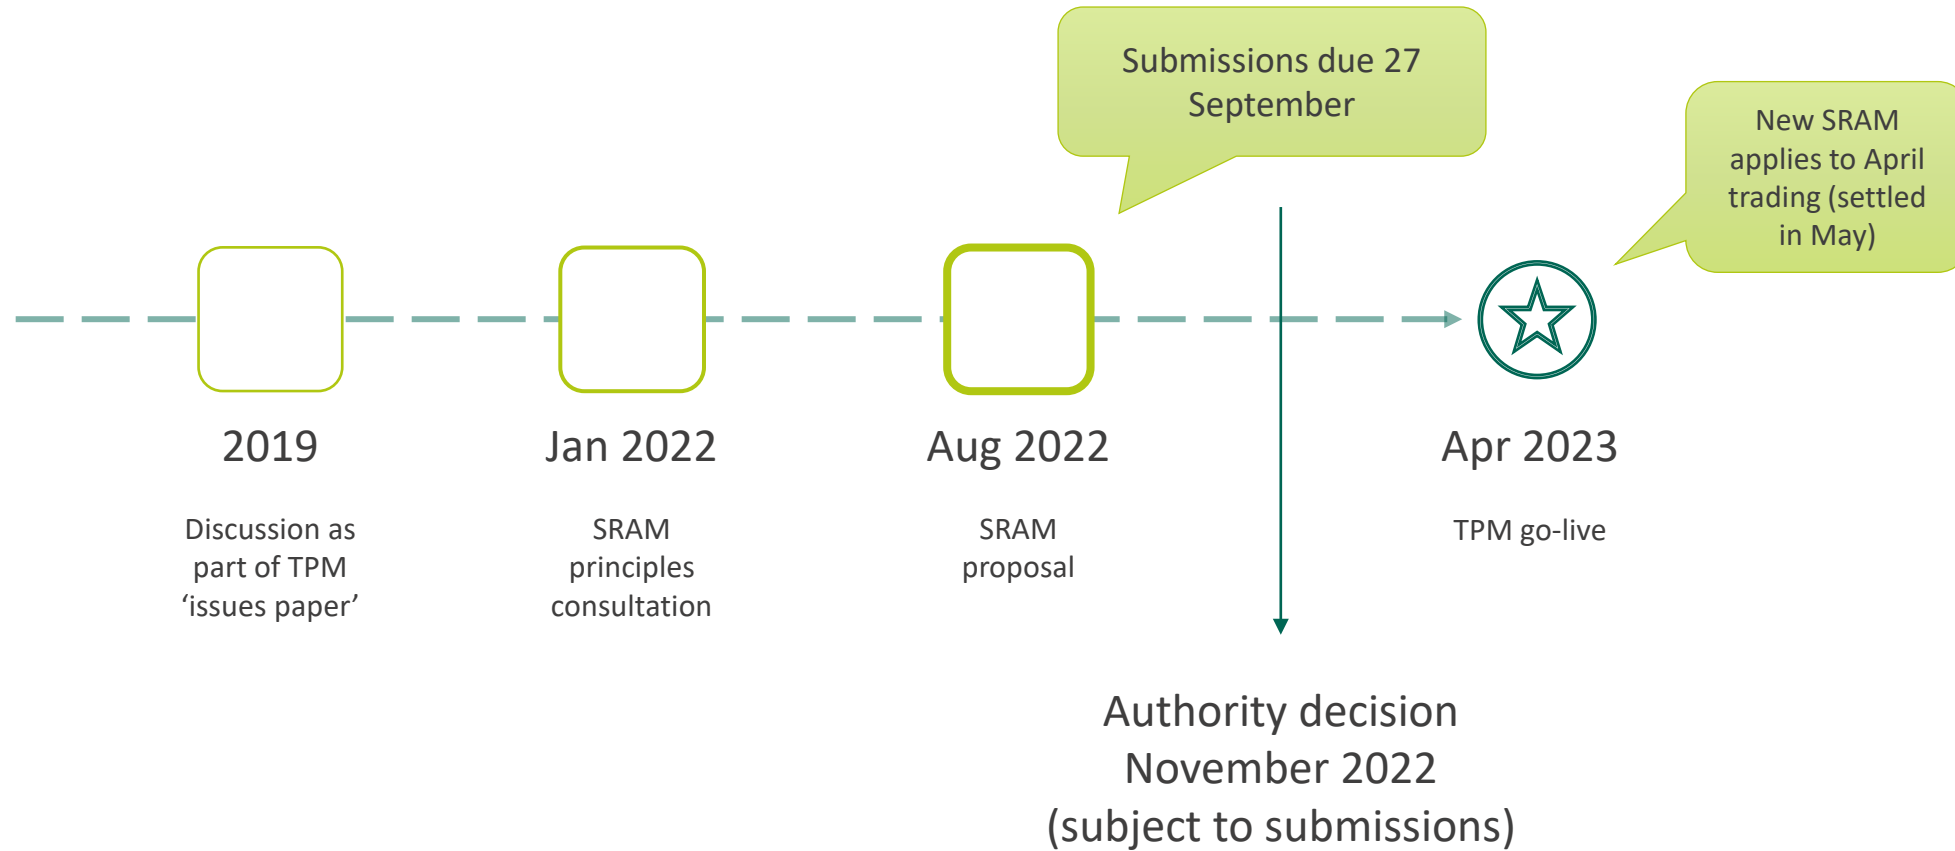 Submissions due 27
September
New SRAM
applies to April
trading (settled
in May)
2019
Discussion as
part of TPM
‘issues paper’
Jan 2022
SRAM
principles
consultation
Aug 2022
SRAM
proposal
Apr 2023
TPM go-live
Authority decision
November 2022
(subject to submissions)